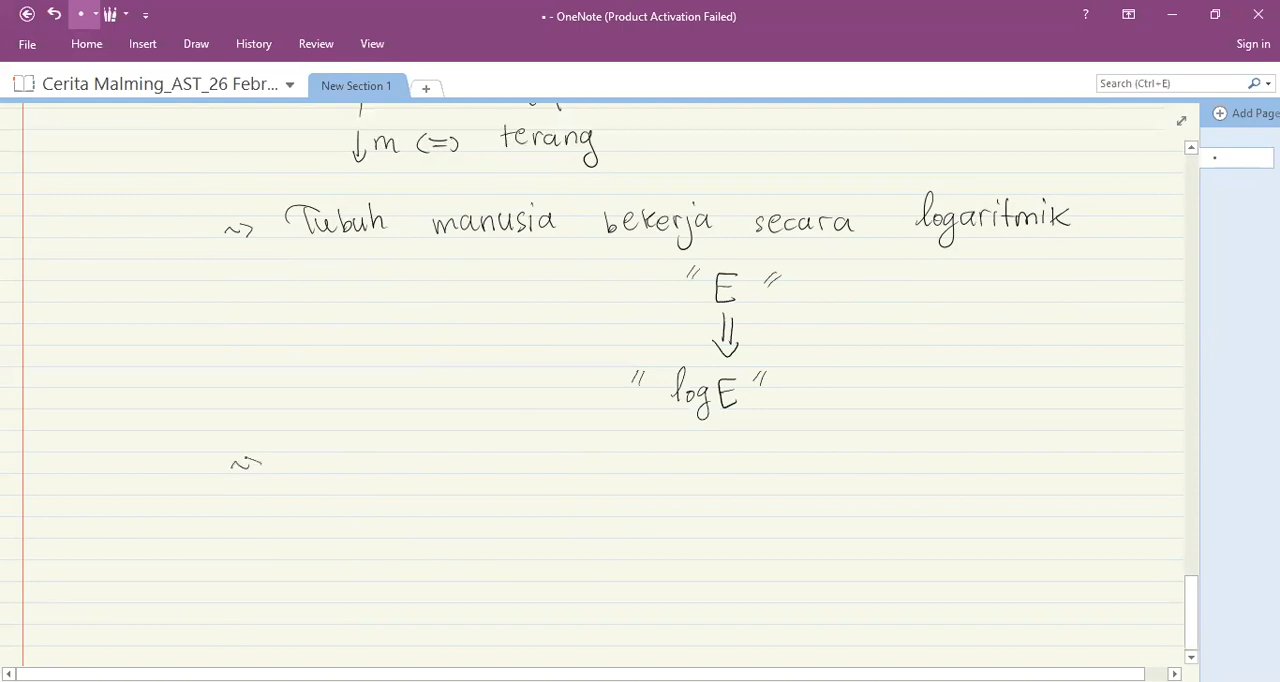 • - OneNote (Product Activation Failed)
?
File Home Insert Draw History Review View
Sign in
Cerita Malming_AST_26 Febr...
New Section 1
+
Search (Ctrl+E)
Add Page
↓ m <=> terang
~> Tubuh manusia bekerja secara logaritmik
" E "
⇓
" log E "